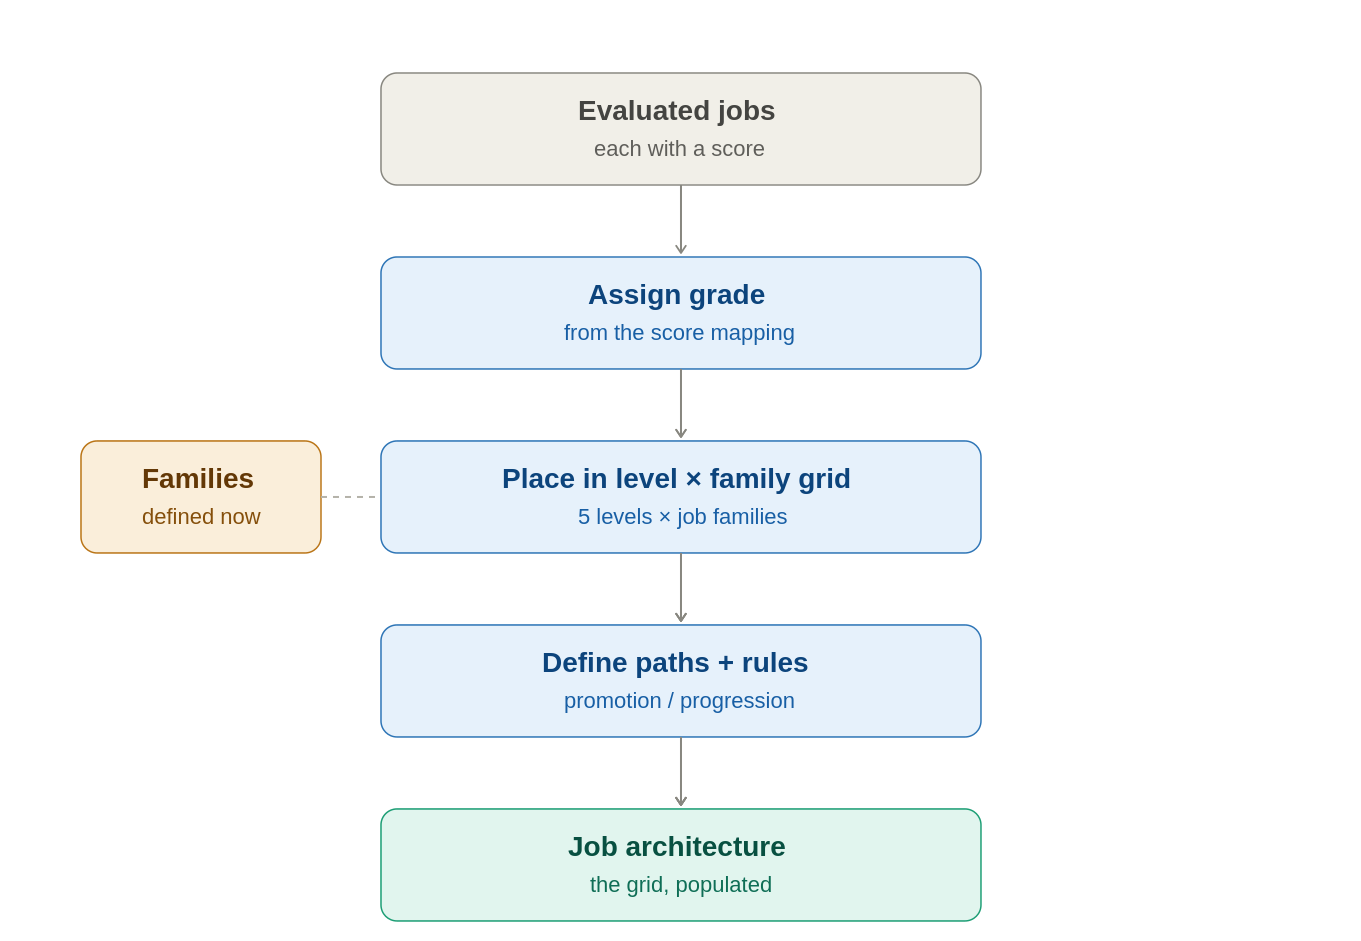 Evaluated jobs
each with a score
Assign grade
from the score mapping
Families
defined now
Place in level × family grid
5 levels × job families
Define paths + rules
promotion / progression
Job architecture
the grid, populated